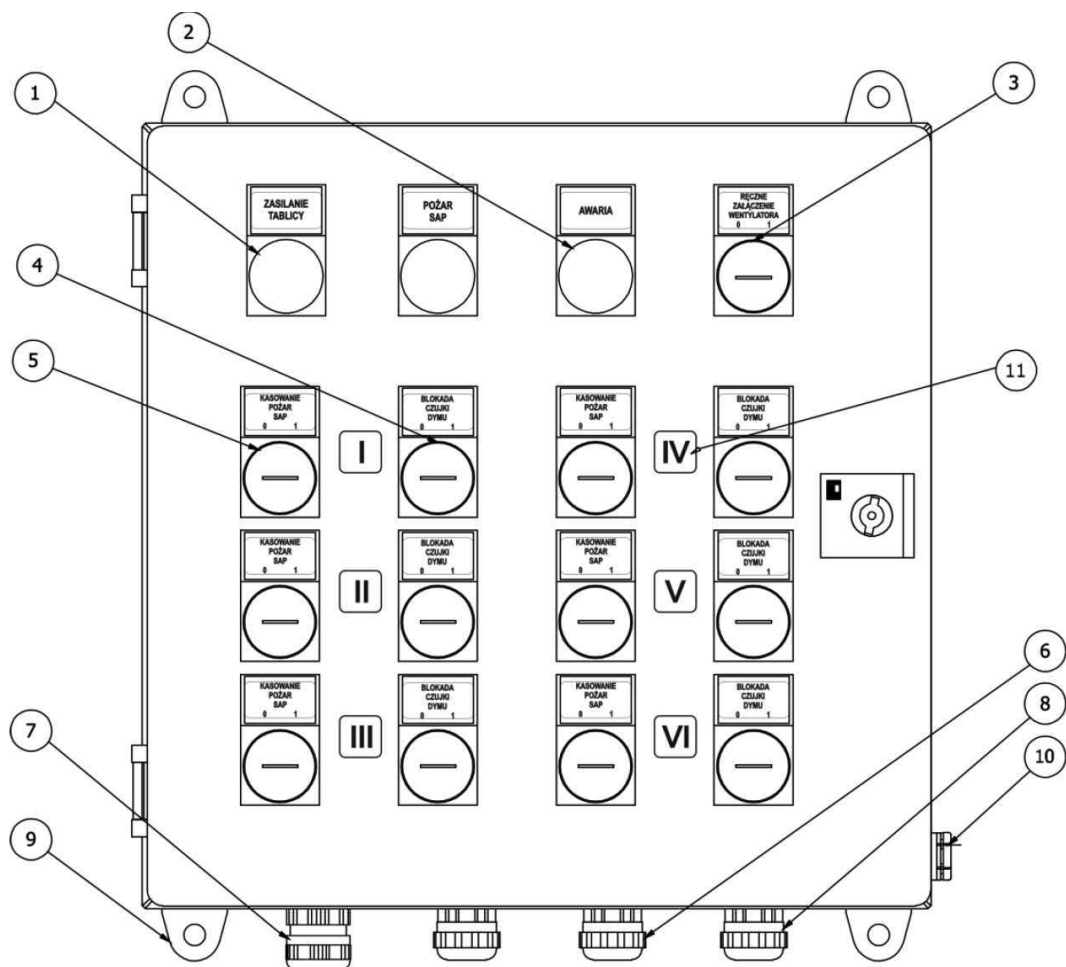 2
1
3
ZASILANIE
TABLICY
POŻAR
SAP
AWARIA
RĘCZNE
ZAŁĄCZENIE
WENTYLATORA
0 1
4
5
11
KASOWANIE
POŻAR
SAP
0 1
I
BLOKADA
CZUJKI
DYMU
0 1
KASOWANIE
POŻAR
SAP
0 1
IV
BLOKADA
CZUJKI
DYMU
0 1
KASOWANIE
POŻAR
SAP
0 1
II
BLOKADA
CZUJKI
DYMU
0 1
KASOWANIE
POŻAR
SAP
0 1
V
BLOKADA
CZUJKI
DYMU
0 1
KASOWANIE
POŻAR
SAP
0 1
III
BLOKADA
CZUJKI
DYMU
0 1
KASOWANIE
POŻAR
SAP
0 1
VI
BLOKADA
CZUJKI
DYMU
0 1
6
7
8
10
9